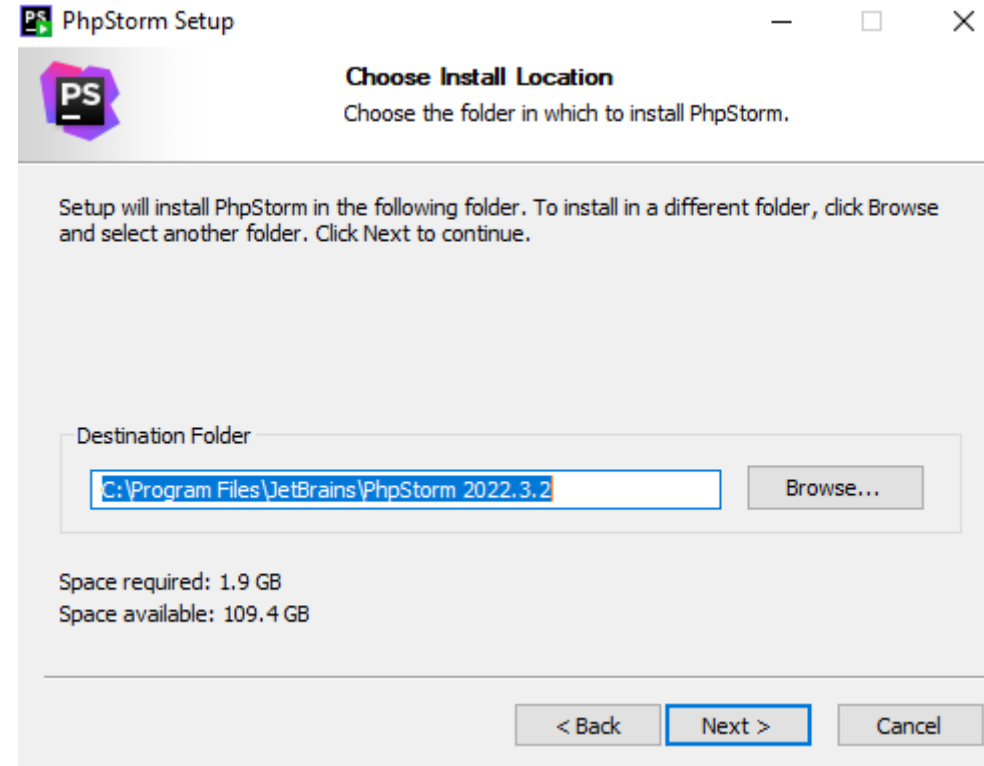 PhpStorm Setup
PS
Choose Install Location
Choose the folder in which to install PhpStorm.
Setup will install PhpStorm in the following folder. To install in a different folder, click Browse
and select another folder. Click Next to continue.
Destination Folder
C:\Program Files\JetBrains\PhpStorm 2022.3.2
Browse...
Space required: 1.9 GB
Space available: 109.4 GB
< Back Next > Cancel